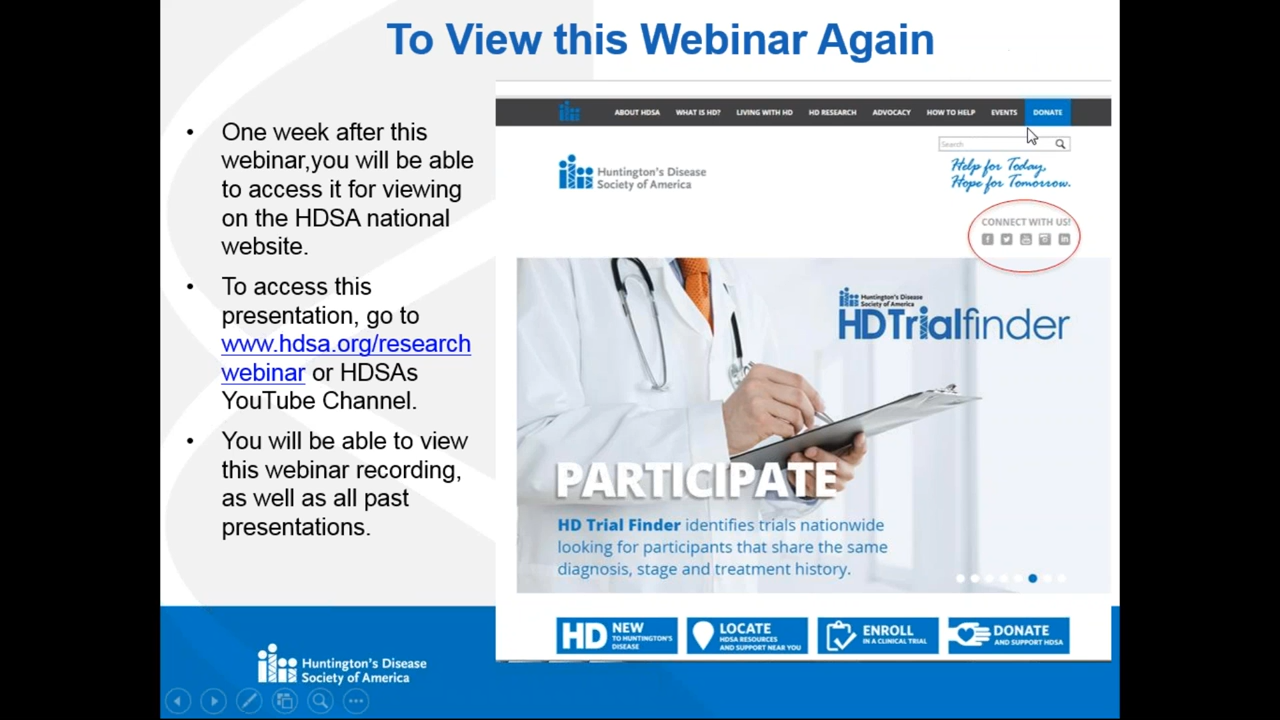 To View this Webinar Again
• One week after this
webinar,you will be able
to access it for viewing
on the HDSA national
website.
• To access this
presentation, go to
www.hdsa.org/research
webinar or HDSAs
YouTube Channel.
• You will be able to view
this webinar recording,
as well as all past
presentations.
ABOUT HDSA WHAT IS HD? LIVING WITH HD HD RESEARCH ADVOCACY HOW TO HELP EVENTS DONATE
Search
Huntington's Disease
Society of America
Help for Today,
Hope for Tomorrow.
CONNECT WITH US!
Huntington's Disease
Society of America
HDTrialfinder
PARTICIPATE
HD Trial Finder identifies trials nationwide
looking for participants that share the same
diagnosis, stage and treatment history.
HD NEW
TO HUNTINGTON'S
DISEASE
LOCATE
HDSA RESOURCES
AND SUPPORT NEAR YOU
ENROLL
IN A CLINICAL TRIAL
DONATE
AND SUPPORT HDSA
Huntington's Disease
Society of America